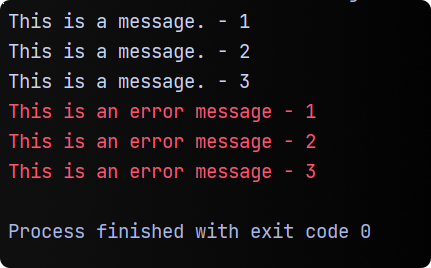 This is a message. - 1
This is a message. - 2
This is a message. - 3
This is an error message - 1
This is an error message - 2
This is an error message - 3
Process finished with exit code 0